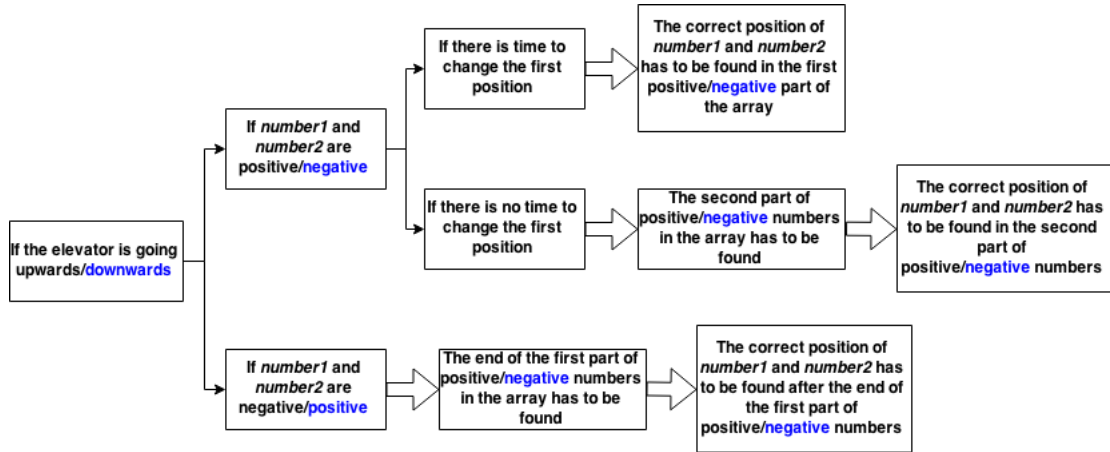 If the elevator is going
upwards/downwards
If number1 and
number2 are
positive/negative
If there is time to
change the first
position
The correct position of
number1 and number2
has to be found in the first
positive/negative part of
the array
If there is no time to
change the first
position
The second part of
positive/negative numbers
in the array has to be
found
The correct position of
number1 and number2 has
to be found in the second
part of
positive/negative numbers
If number1 and
number2 are
negative/positive
The end of the first part of
positive/negative numbers
in the array has to be
found
The correct position of
number1 and number2 has
to be found after the end of
the first part of
positive/negative numbers